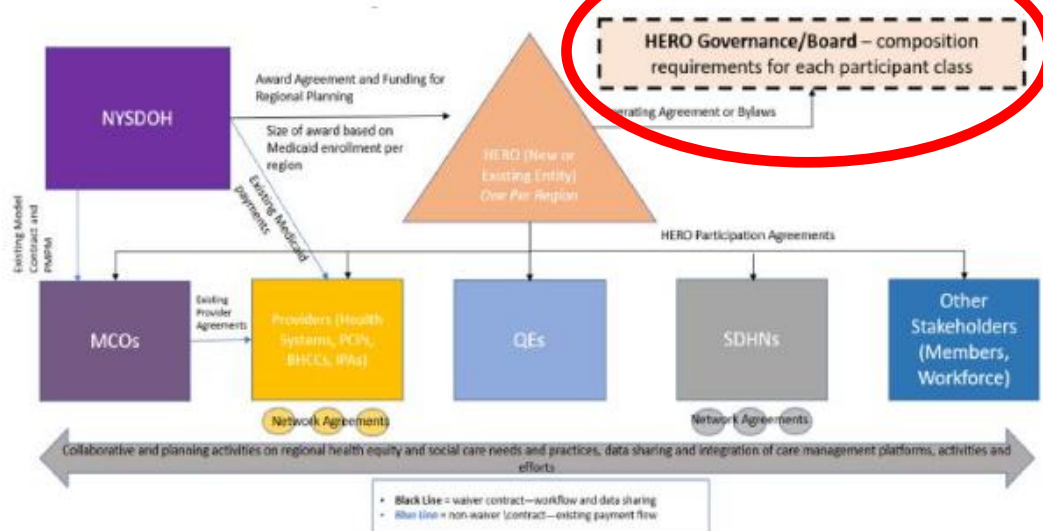 HERO Governance/Board – composition
requirements for each participant class
Award Agreement and Funding for
Regional Planning
NYSDOH
erating Agreement or Bylaws
Size of award based on
Medicaid enrollment per
region
HERO (New or
Existing Entity)
One Per Region
Existing Medicaid
payments
Existing Model
Contract and
PMPM
HERO Participation Agreements
MCOs
Existing
Provider
Agreements
Providers (Health
Systems, PCPs,
BHCCs, IPAs)
QEs
SDHNs
Other
Stakeholders
(Members,
Workforce)
Network Agreements
Network Agreements
Collaborative and planning activities on regional health equity and social care needs and practices, data sharing and integration of care management platforms, activities and
efforts
• Black Line = waiver contract—workflow and data sharing
• Blue Line = non-waiver \contract—existing payment flow